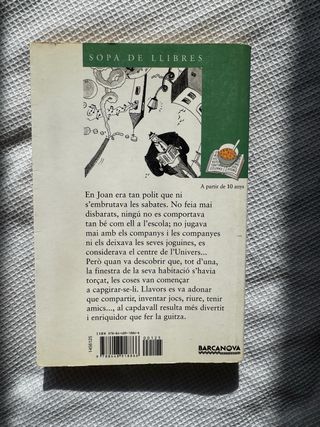 SOPA DE LLIBRES
A partir de 10 anys
En Joan era tan polit que ni
s'embrutava les sabates. No feia mai
disbarats, ningú no es comportava
tan bé com ell a l'escola; no jugava
mai amb els companys i les companyes
ni els deixava les seves joguines, es
considerava el centre de l'Univers...
Però quan va descobrir que, tot d'una,
la finestra de la seva habitació s'havia
torçat, les coses van començar
a capgirar-se-li. Llavors es va adonar
que compartir, inventar jocs, riure, tenir
amics..., al capdavall resulta més divertit
i enriquidor que fer la guitza.
00125
BARCANOVA